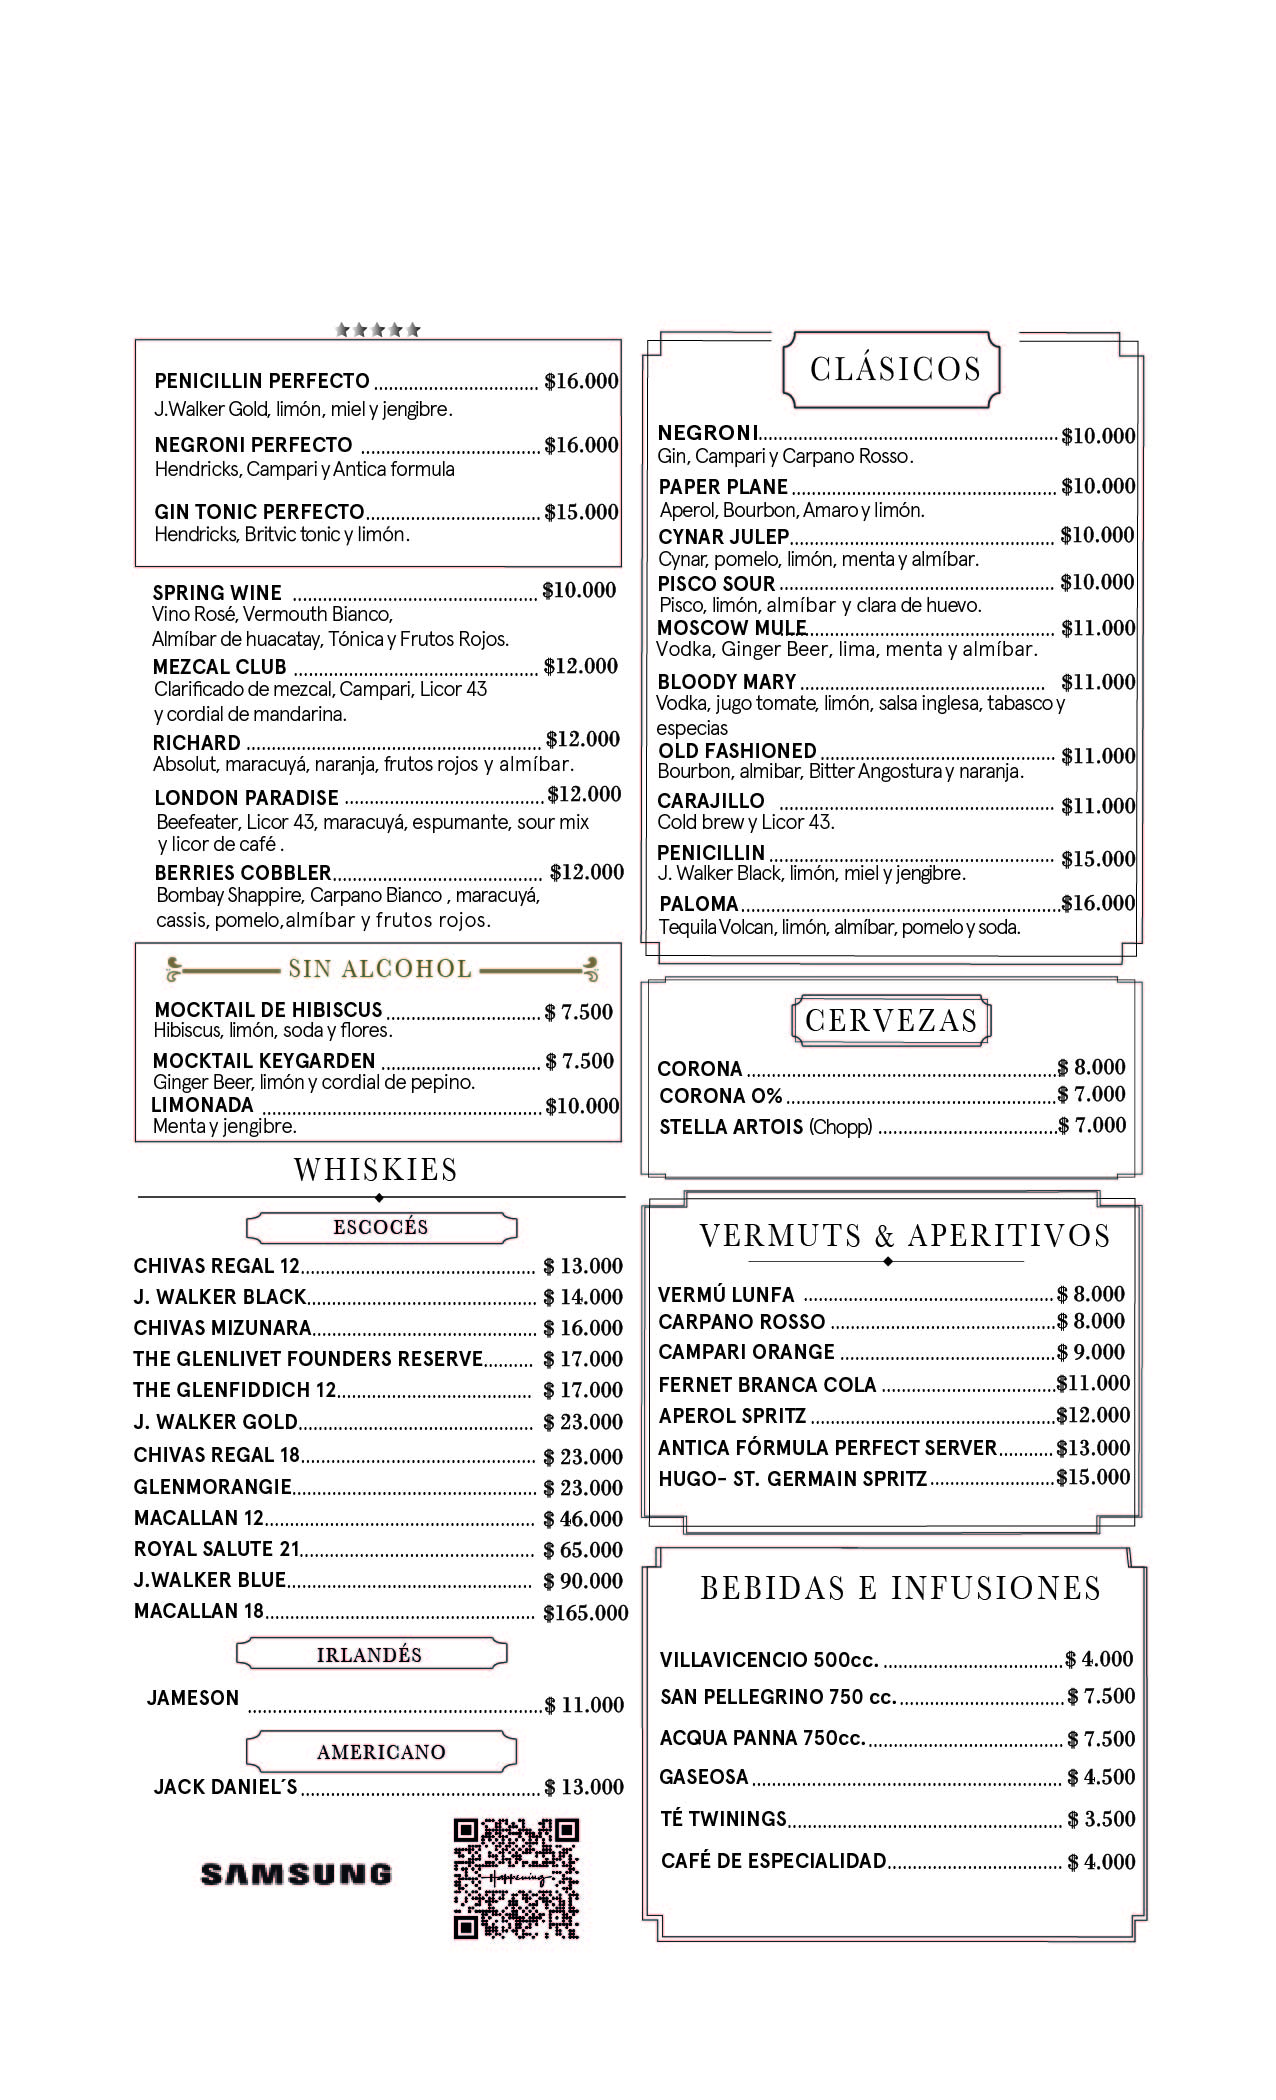 PENICILLIN PERFECTO ........ $16.000
J.Walker Gold, limón, miel y jengibre.
NEGRONI PERFECTO ........ $16.000
Hendricks, Campari y Antica formula
GIN TONIC PERFECTO ........ $15.000
Hendricks, Britvic tonic y limón.
SPRING WINE ........ $10.000
Vino Rosé, Vermouth Bianco,
Almíbar de huacatay, Tónica y Frutos Rojos.
MEZCAL CLUB ........ $12.000
Clarificado de mezcal, Campari, Licor 43
y cordial de mandarina.
RICHARD ........ $12.000
Absolut, maracuyá, naranja, frutos rojos y almíbar.
LONDON PARADISE ........ $12.000
Beefeater, Licor 43, maracuyá, espumante, sour mix
y licor de café .
BERRIES COBBLER ........ $12.000
Bombay Shappire, Carpano Bianco , maracuyá,
cassis, pomelo,almíbar y frutos rojos.
SIN ALCOHOL
MOCKTAIL DE HIBISCUS ........ $ 7.500
Hibiscus, limón, soda y flores.
MOCKTAIL KEYGARDEN ........ $ 7.500
Ginger Beer, limón y cordial de pepino.
LIMONADA ........ $10.000
Menta y jengibre.
WHISKIES
ESCOCÉS
CHIVAS REGAL 12 ........ $ 13.000
J. WALKER BLACK ........ $ 14.000
CHIVAS MIZUNARA ........ $ 16.000
THE GLENLIVET FOUNDERS RESERVE ........ $ 17.000
THE GLENFIDDICH 12 ........ $ 17.000
J. WALKER GOLD ........ $ 23.000
CHIVAS REGAL 18 ........ $ 23.000
GLENMORANGIE ........ $ 23.000
MACALLAN 12 ........ $ 46.000
ROYAL SALUTE 21 ........ $ 65.000
J.WALKER BLUE ........ $ 90.000
MACALLAN 18 ........ $165.000
IRLANDÉS
JAMESON ........ $ 11.000
AMERICANO
JACK DANIEL´S ........ $ 13.000
SAMSUNG
Happening
CLÁSICOS
NEGRONI ........ $10.000
Gin, Campari y Carpano Rosso.
PAPER PLANE ........ $10.000
Aperol, Bourbon, Amaro y limón.
CYNAR JULEP ........ $10.000
Cynar, pomelo, limón, menta y almíbar.
PISCO SOUR ........ $10.000
Pisco, limón, almíbar y clara de huevo.
MOSCOW MULE ........ $11.000
Vodka, Ginger Beer, lima, menta y almíbar.
BLOODY MARY ........ $11.000
Vodka, jugo tomate, limón, salsa inglesa, tabasco y
especias
OLD FASHIONED ........ $11.000
Bourbon, almibar, Bitter Angostura y naranja.
CARAJILLO ........ $11.000
Cold brew y Licor 43.
PENICILLIN ........ $15.000
J. Walker Black, limón, miel y jengibre.
PALOMA ........ $16.000
Tequila Volcan, limón, almíbar, pomelo y soda.
CERVEZAS
CORONA ........ $ 8.000
CORONA 0% ........ $ 7.000
STELLA ARTOIS (Chopp) ........ $ 7.000
VERMUTS & APERITIVOS
VERMÚ LUNFA ........ $ 8.000
CARPANO ROSSO ........ $ 8.000
CAMPARI ORANGE ........ $ 9.000
FERNET BRANCA COLA ........ $11.000
APEROL SPRITZ ........ $12.000
ANTICA FÓRMULA PERFECT SERVER ........ $13.000
HUGO- ST. GERMAIN SPRITZ ........ $15.000
BEBIDAS E INFUSIONES
VILLAVICENCIO 500cc. ........ $ 4.000
SAN PELLEGRINO 750 cc. ........ $ 7.500
ACQUA PANNA 750cc. ........ $ 7.500
GASEOSA ........ $ 4.500
TÉ TWININGS ........ $ 3.500
CAFÉ DE ESPECIALIDAD ........ $ 4.000